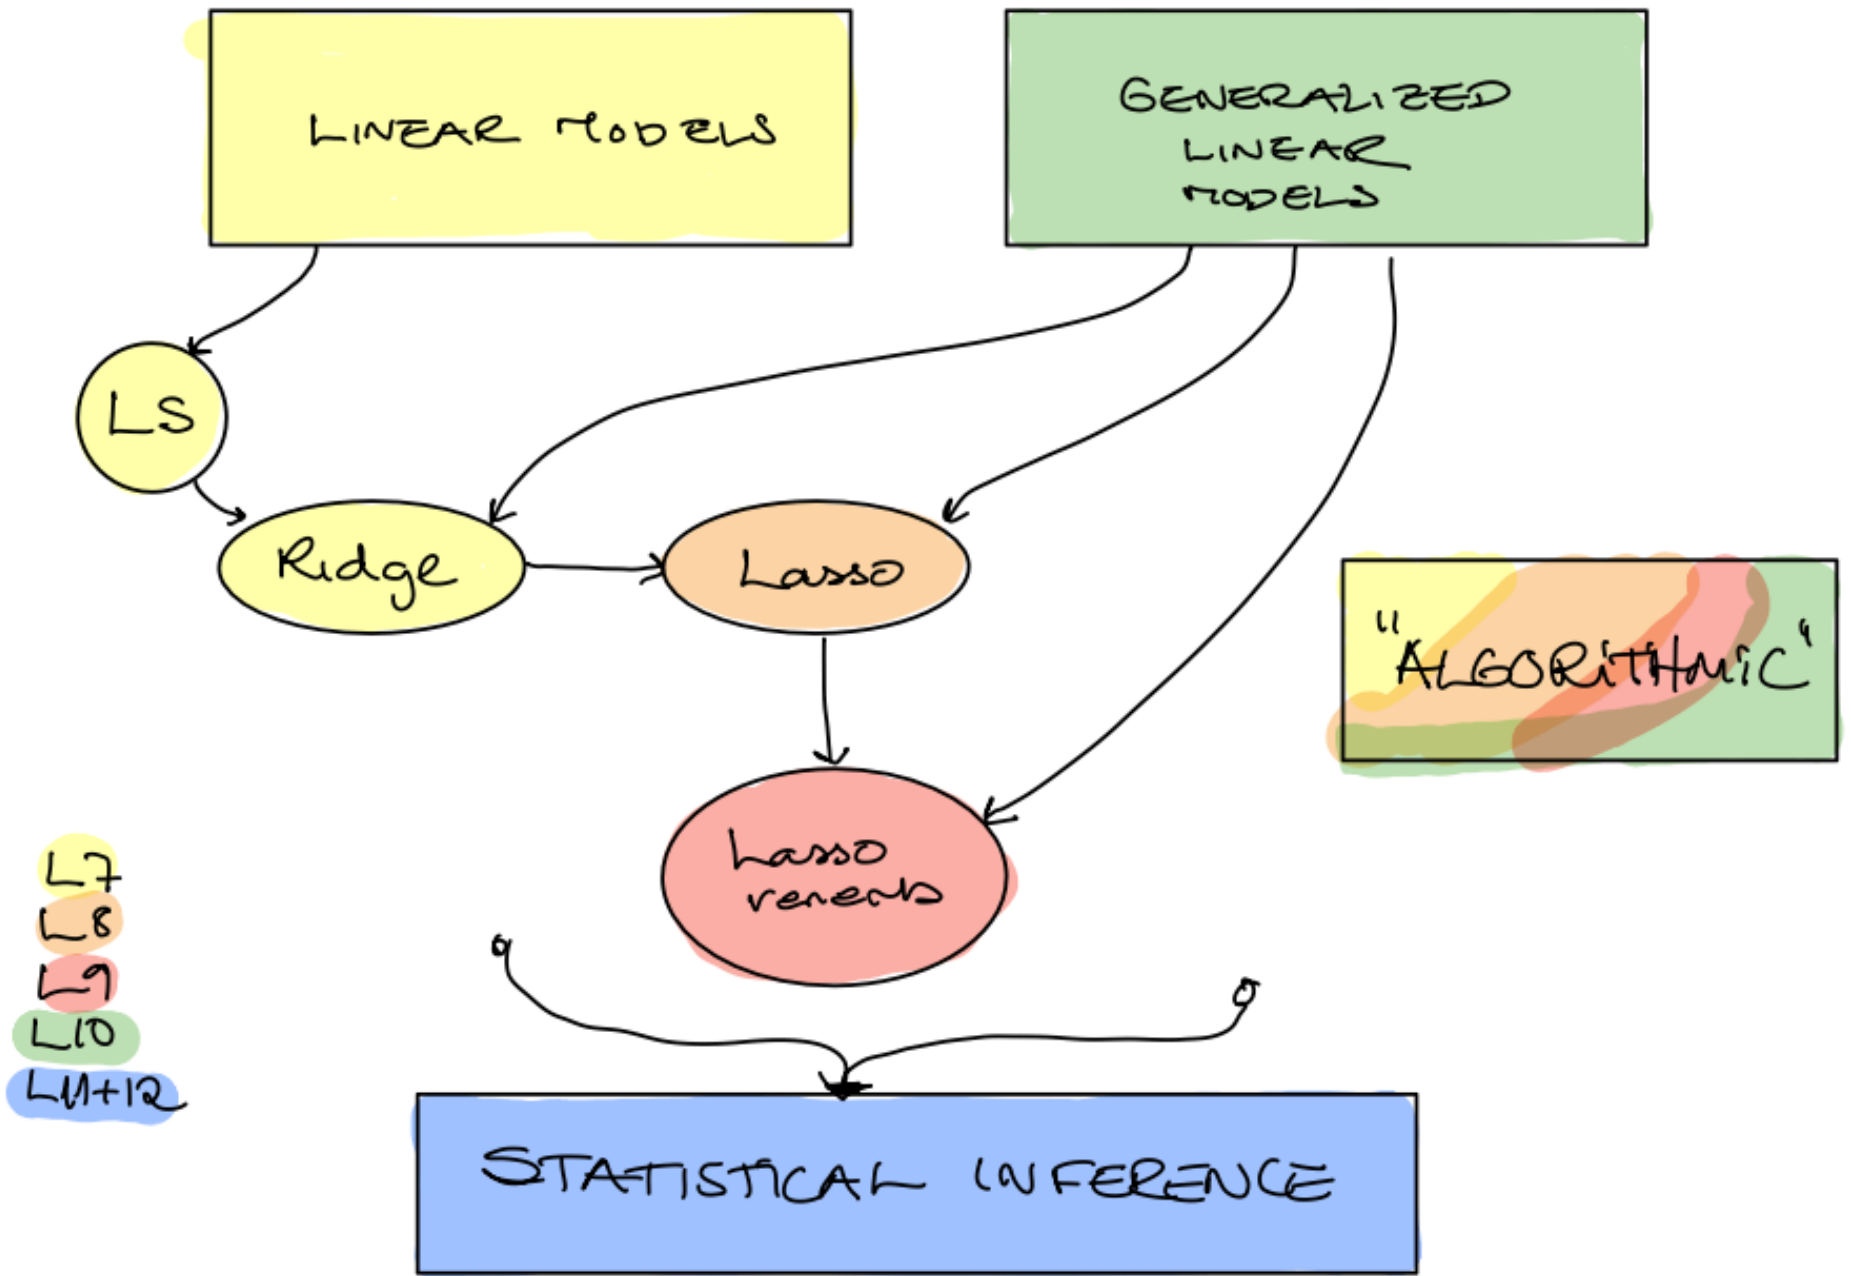 LINEAR MODELS
GENERALIZED
LINEAR
MODELS
LS
Ridge
Lasso
"ALGORiTHMiC"
Lasso
L7
L8
L9
L10
L11+12
STATISTICAL INFERENCE